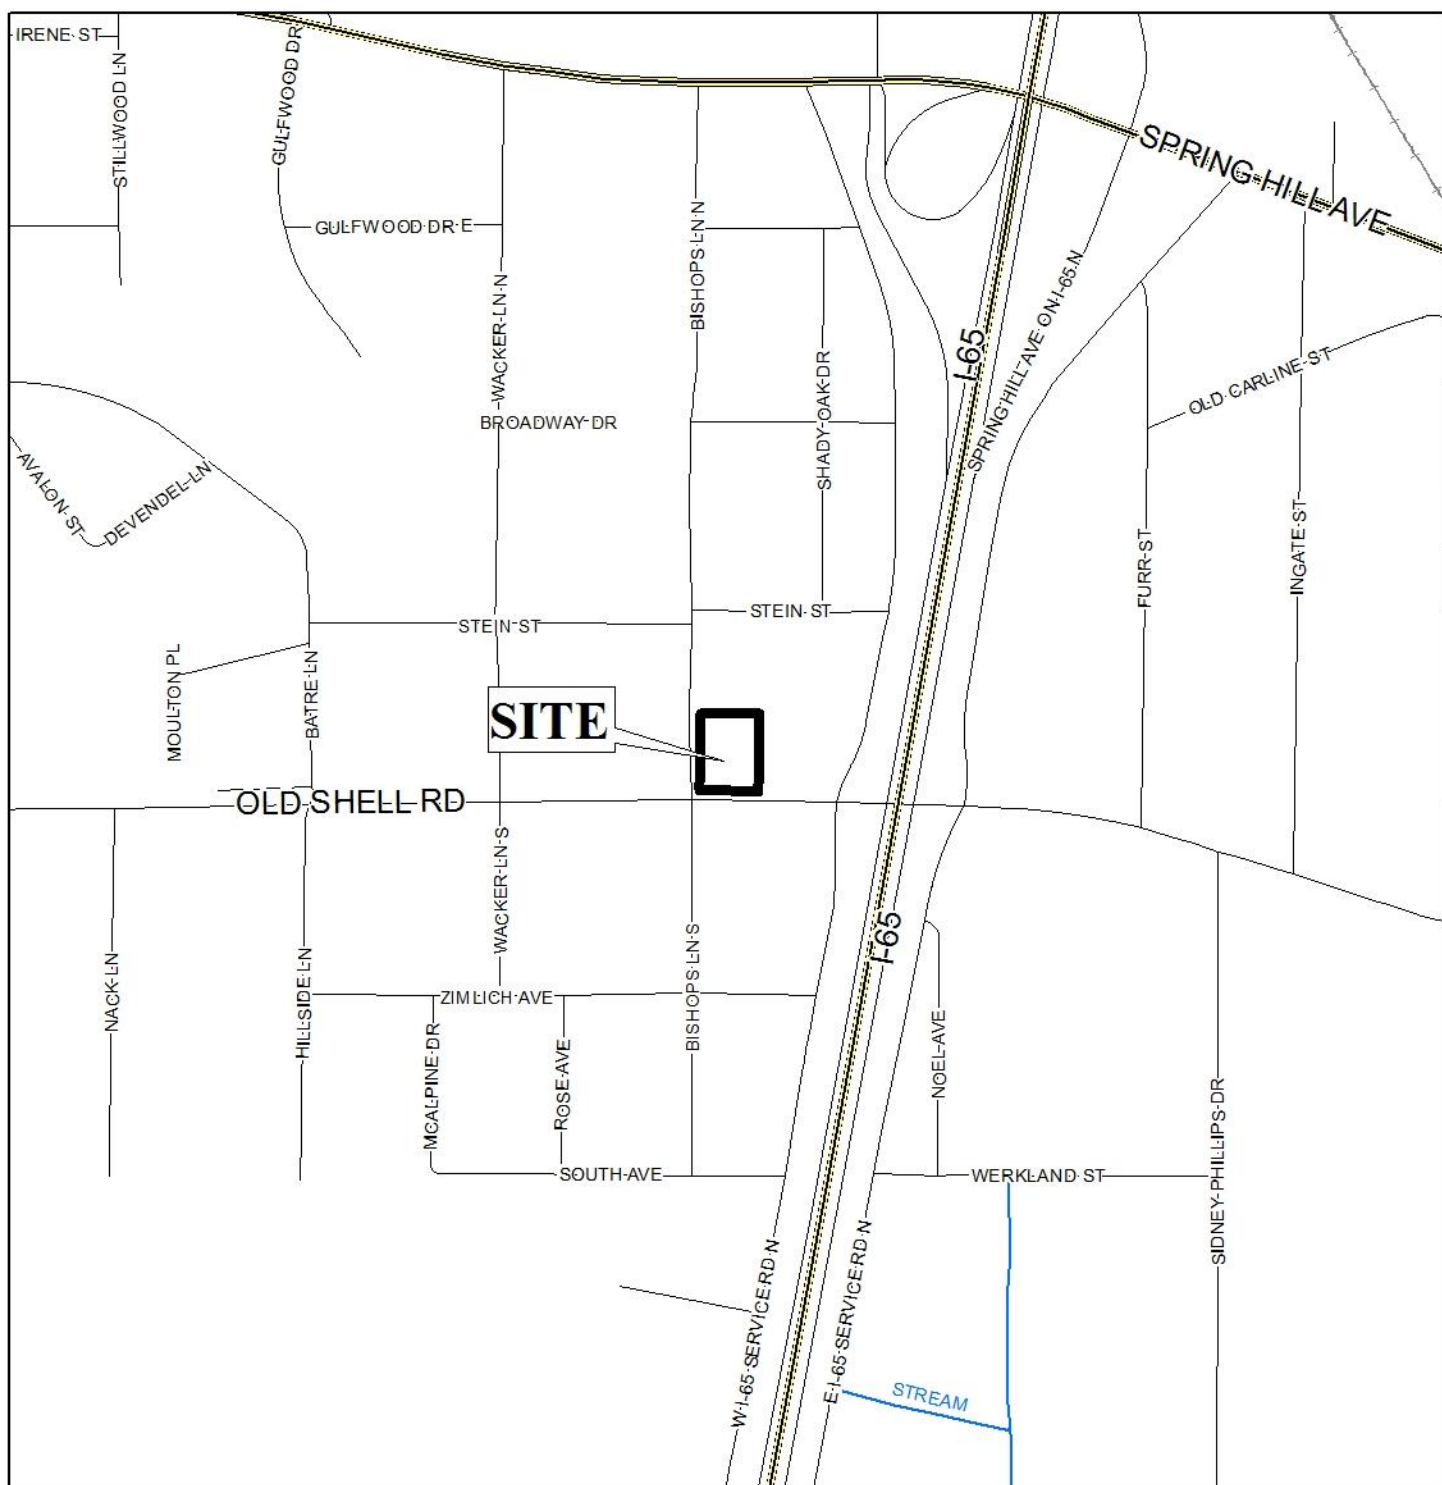 IRENE ST
STILLWOOD LN
GULFWOOD DR
SPRING HILL AVE
GULFWOOD DR E
BISHOPS LN N
WACKER LN N
SPRING HILL AVE ON I-65 N
I-65
SHADY OAK DR
OLD CARLINE ST
BROADWAY DR
AVALON ST
DEVENDEL LN
FURR ST
INGATE ST
STEIN ST
STEIN ST
MOULTON PL
BATRE LN
SITE
OLD SHELL RD
WACKER LN S
I-65
NACK LN
HILLSIDE LN
BISHOPS LN S
ZIMLICH AVE
MCALPINE DR
ROSE AVE
NOEL AVE
SIDNEY PHILLIPS DR
SOUTH AVE
WERKLAND ST
W I-65 SERVICE RD N
E I-65 SERVICE RD N
STREAM